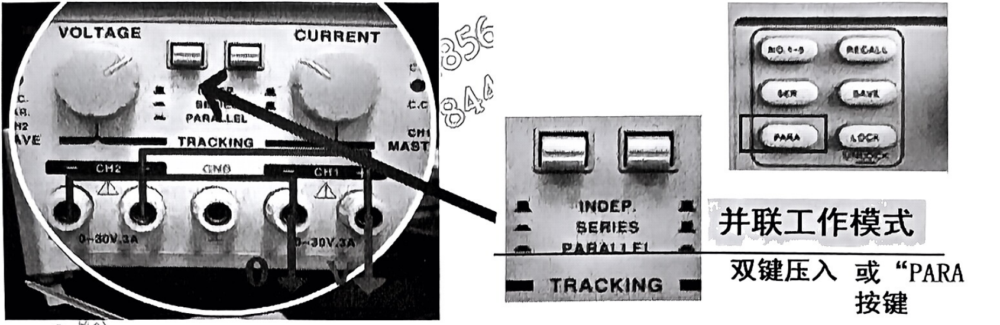 VOLTAGE
CURRENT
856
844
C.
C.C
INDEP.
SERIES
PARALLEL
TRACKING
H2
AVE
CH1
MAST
CH2
GND
CH1
0~30V.3A
0~30V.3A
0
V
INDEP.
SERIES
PARALLEL
TRACKING
NO.1-5
RECALL
SER
SAVE
PARA
LOCK
并联工作模式
双键压入 或“PARA
按键